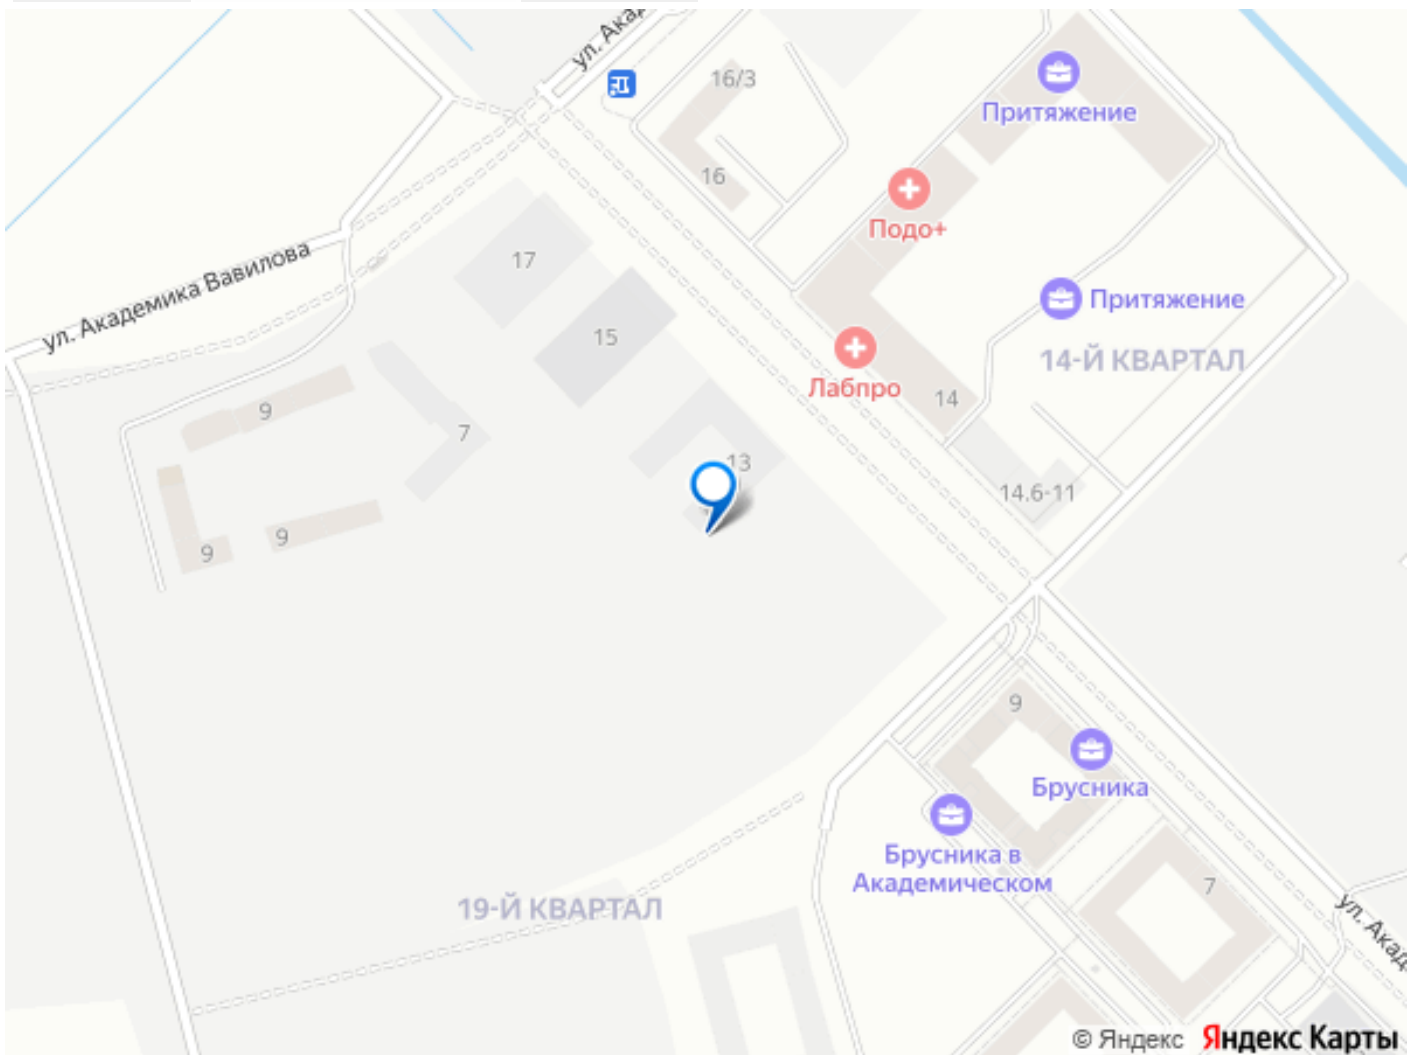 ул. Ака
16/3
Притяжение
16
Подо+
17
ул. Академика Вавилова
Притяжение
15
14-Й КВАРТАЛ
Лабпро
14
9
7
13
14.6-11
9
9
9
Брусника
Брусника в
Академическом
7
19-Й КВАРТАЛ
ул. Акад
© Яндекс Яндекс Карты